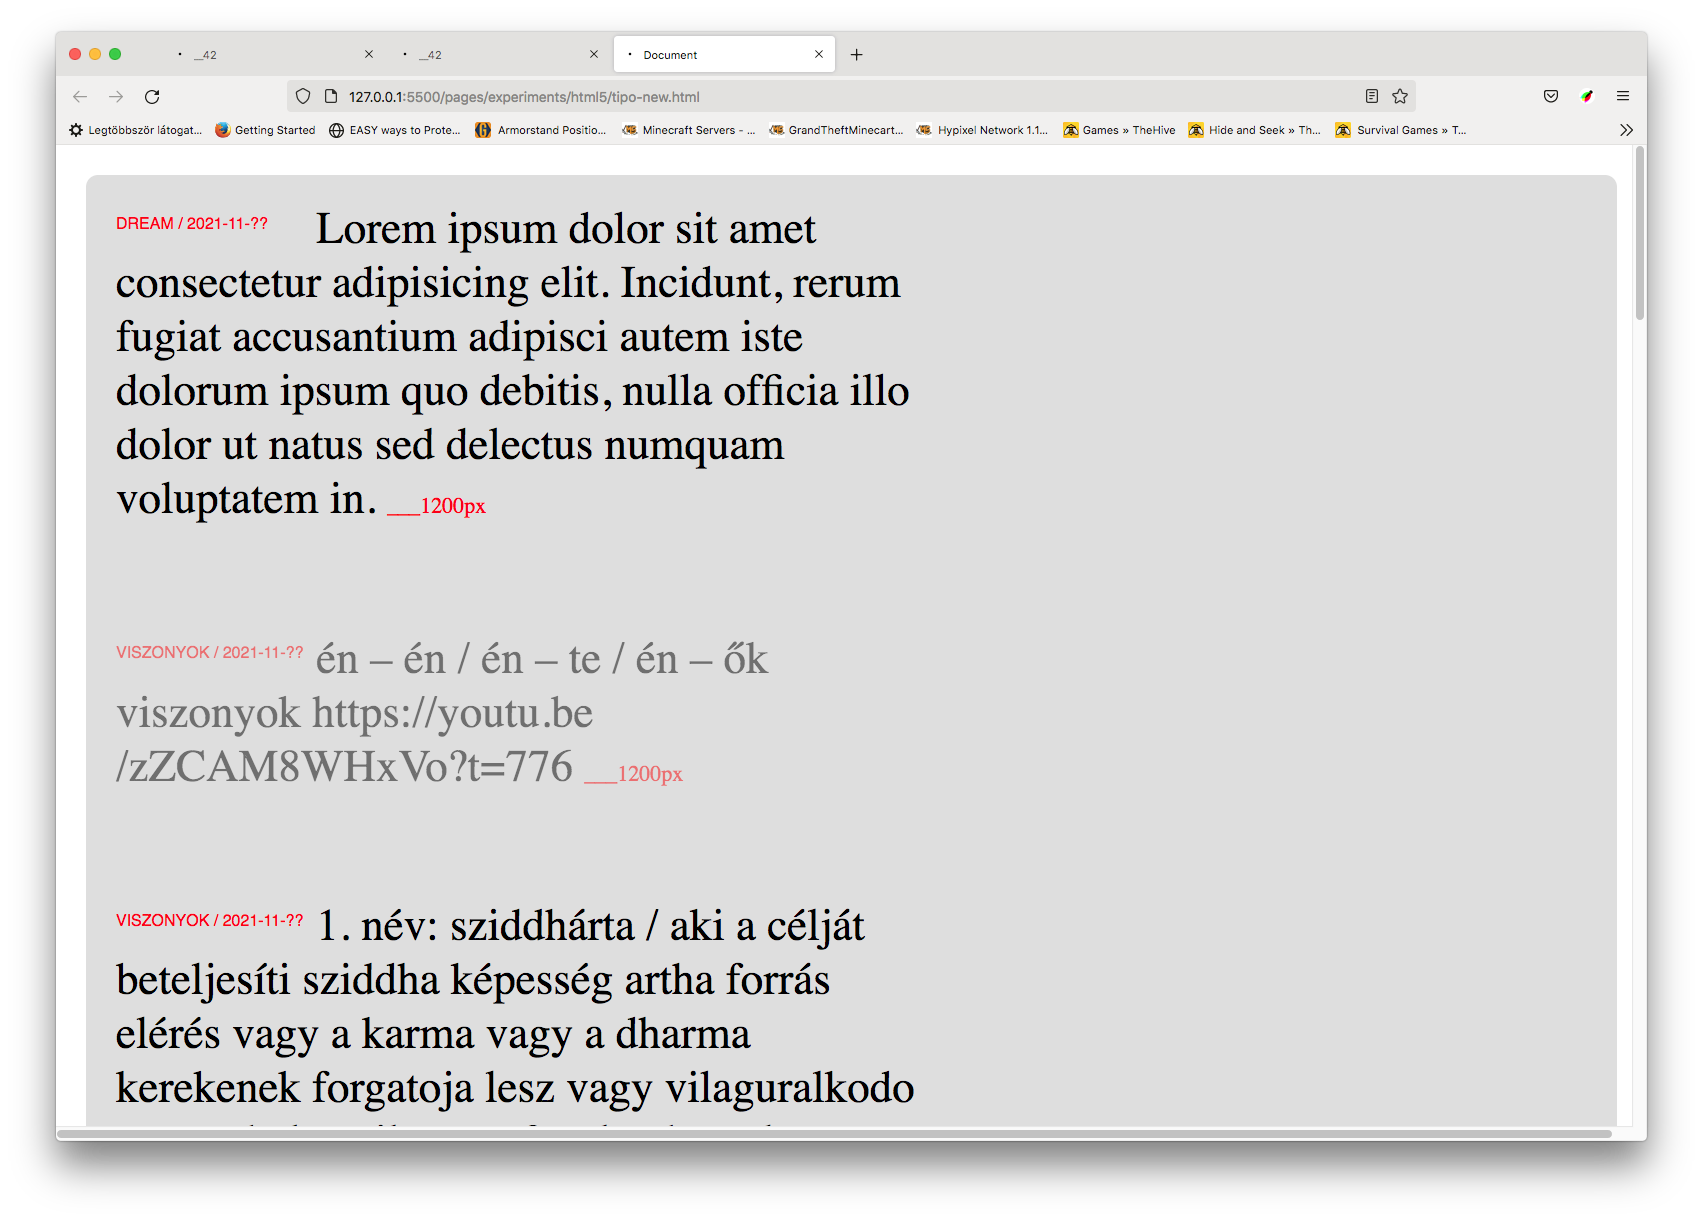 __42
__42
Document
127.0.0.1:5500/pages/experiments/html5/tipo-new.html
Legtöbbször látogat... Getting Started EASY ways to Prote... Armorstand Positio... Minecraft Servers - ... GrandTheftMinecart... Hypixel Network 1.1... Games » TheHive Hide and Seek » Th... Survival Games » T...
DREAM / 2021-11-?? Lorem ipsum dolor sit amet
consectetur adipisicing elit. Incidunt, rerum
fugiat accusantium adipisci autem iste
dolorum ipsum quo debitis, nulla officia illo
dolor ut natus sed delectus numquam
voluptatem in. ___1200px
VISZONYOK / 2021-11-?? én – én / én – te / én – ők
viszonyok https://youtu.be
/zZCAM8WHxVo?t=776 ___1200px
VISZONYOK / 2021-11-?? 1. név: sziddhárta / aki a célját
beteljesíti sziddha képesség artha forrás
elérés vagy a karma vagy a dharma
kerekenek forgatoja lesz vagy vilaguralkodo